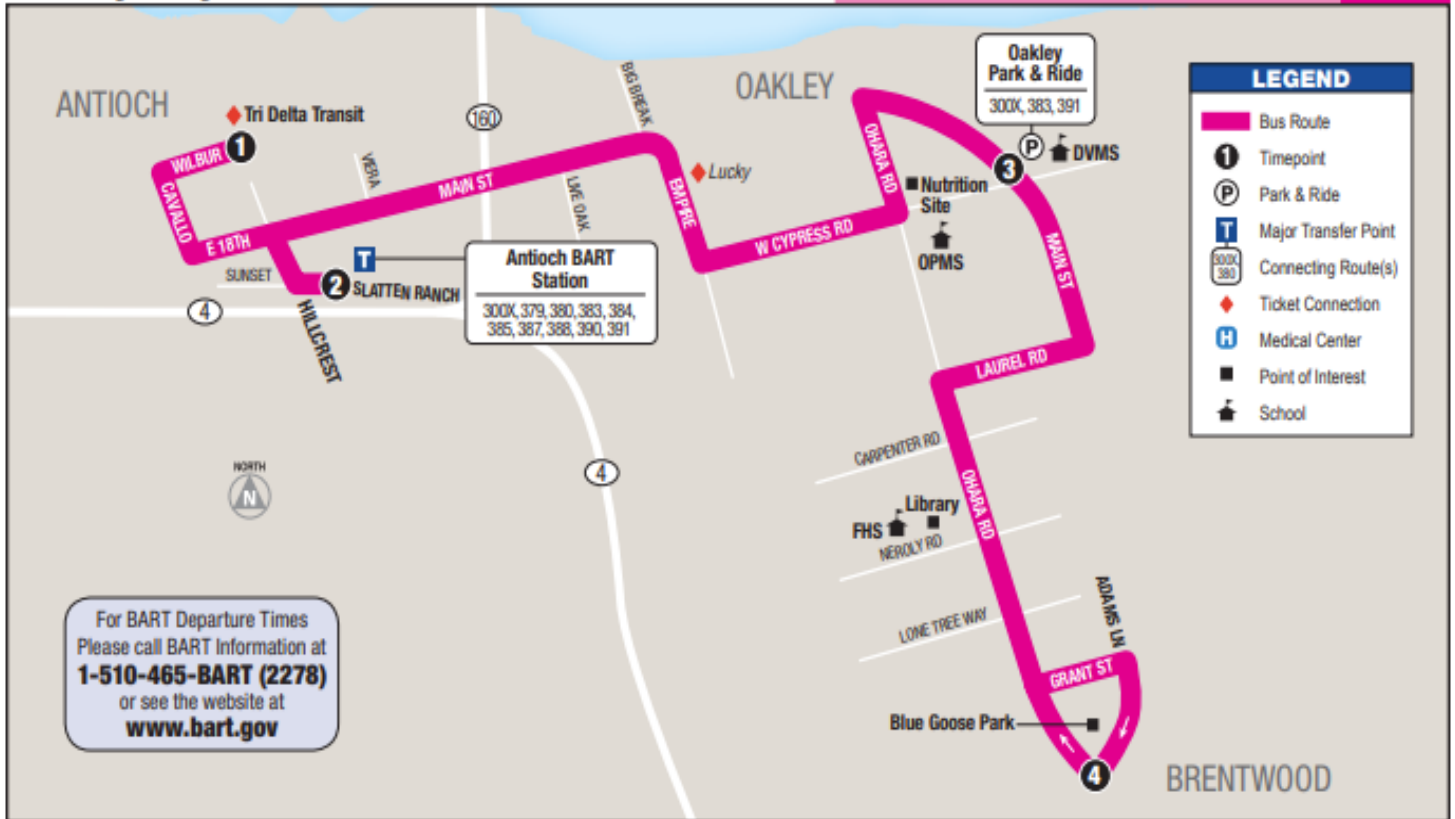 ANTIOCH
OAKLEY
BRENTWOOD
Tri Delta Transit
1
WILBUR
CAVALLO
E 18TH
VIERA
MAIN ST
160
BIG BREAK
LIVE OAK
EMPIRE
Lucky
SUNSET
2
SLATTEN RANCH
HILLCREST
4
T
Antioch BART
Station
300X, 379, 380, 383, 384,
385, 387, 388, 390, 391
4
W CYPRESS RD
OHARA RD
Oakley
Park & Ride
300X, 383, 391
P
DVMS
3
Nutrition
Site
OPMS
MAIN ST
LAUREL RD
CARPENTER RD
OHARA RD
Library
FHS
NEROLY RD
LONE TREE WAY
ADAMS LN
GRANT ST
Blue Goose Park
4
NORTH
N
For BART Departure Times
Please call BART Information at
1-510-465-BART (2278)
or see the website at
www.bart.gov
LEGEND
Bus Route
1 Timepoint
P Park & Ride
T Major Transfer Point
300X
380
Connecting Route(s)
Ticket Connection
H Medical Center
Point of Interest
School